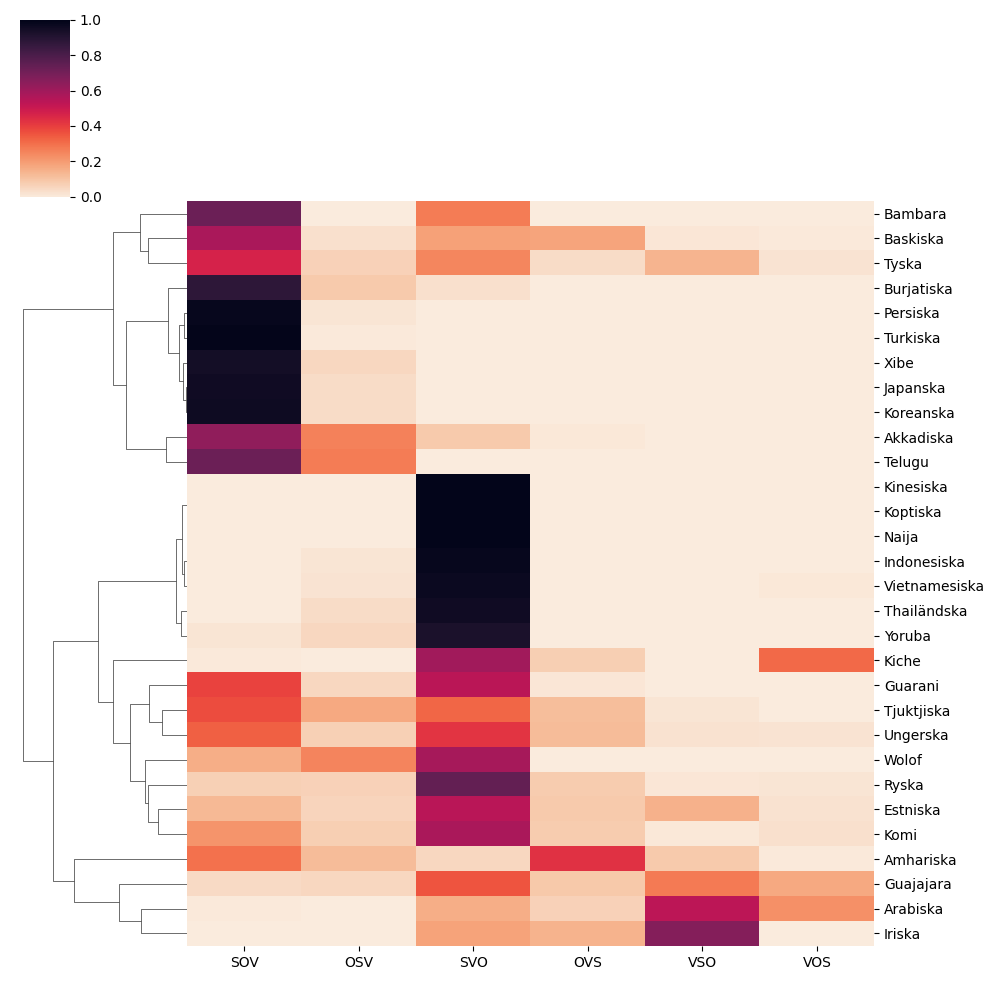 1.0
0.8
0.6
0.4
0.2
0.0
Bambara
Baskiska
Tyska
Burjatiska
Persiska
Turkiska
Xibe
Japanska
Koreanska
Akkadiska
Telugu
Kinesiska
Koptiska
Naija
Indonesiska
Vietnamesiska
Thailändska
Yoruba
Kiche
Guarani
Tjuktjiska
Ungerska
Wolof
Ryska
Estniska
Komi
Amhariska
Guajajara
Arabiska
Iriska
SOV OSV SVO OVS VSO VOS